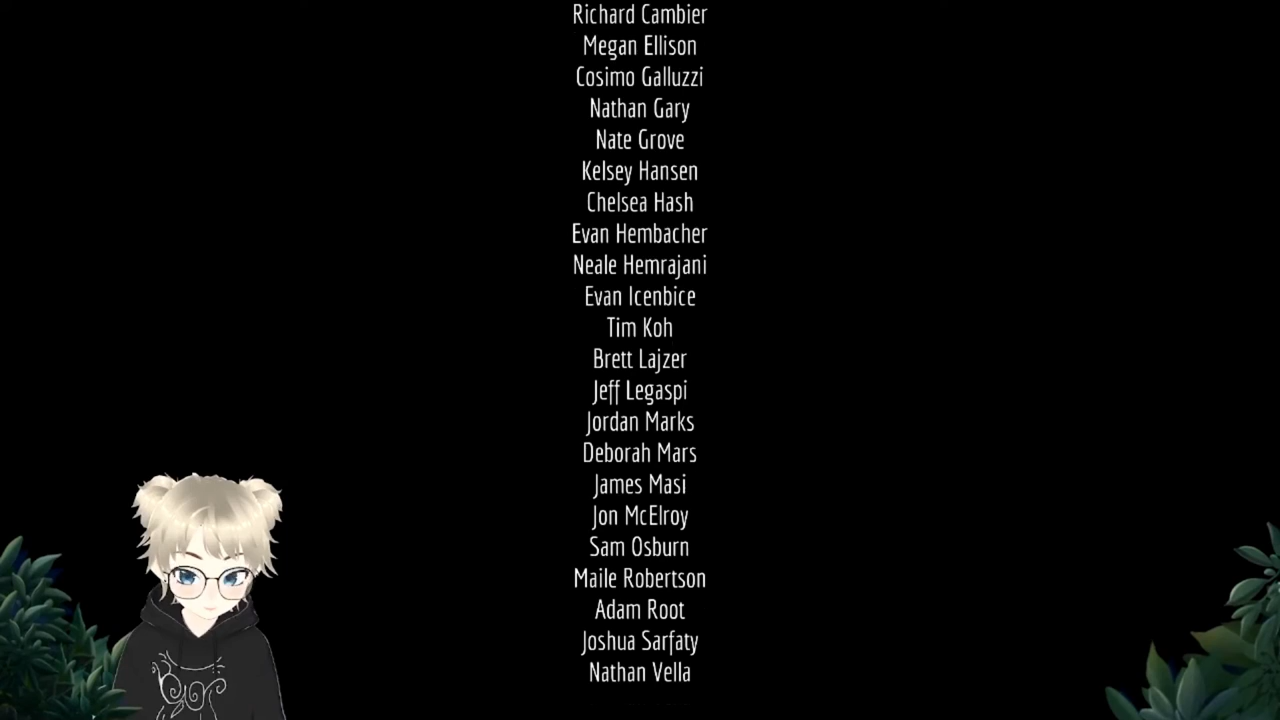 Richard Cambier
Megan Ellison
Cosimo Galluzzi
Nathan Gary
Nate Grove
Kelsey Hansen
Chelsea Hash
Evan Hembacher
Neale Hemrajani
Evan Icenbice
Tim Koh
Brett Lajzer
Jeff Legaspi
Jordan Marks
Deborah Mars
James Masi
Jon McElroy
Sam Osburn
Maile Robertson
Adam Root
Joshua Sarfaty
Nathan Vella